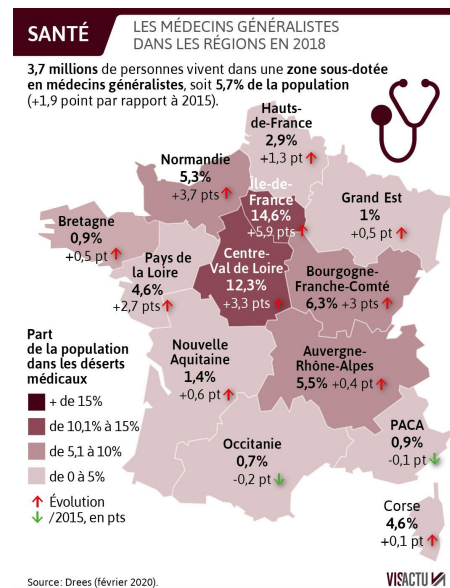 SANTÉ
LES MÉDECINS GÉNÉRALISTES
DANS LES RÉGIONS EN 2018
3,7 millions de personnes vivent dans une zone sous-dotée
en médecins généralistes, soit 5,7% de la population
(+1,9 point par rapport à 2015).
Hauts-
de-France
2,9%
+1,3 pt
Normandie
5,3%
+3,7 pts
Île-de-
France
14,6%
+5,9 pts
Grand Est
1%
+0,5 pt
Bretagne
0,9%
+0,5 pt
Pays de
la Loire
4,6%
+2,7 pts
Centre-
Val de Loire
12,3%
+3,3 pts
Bourgogne-
Franche-Comté
6,3% +3 pts
Part
de la population
dans les déserts
médicaux
+ de 15%
de 10,1% à 15%
de 5,1 à 10%
de 0 à 5%
Évolution
/2015, en pts
Nouvelle
Aquitaine
1,4%
+0,6 pt
Auvergne-
Rhône-Alpes
5,5% +0,4 pt
Occitanie
0,7%
-0,2 pt
PACA
0,9%
-0,1 pt
Corse
4,6%
+0,1 pt
Source: Drees (février 2020).
VISACTU